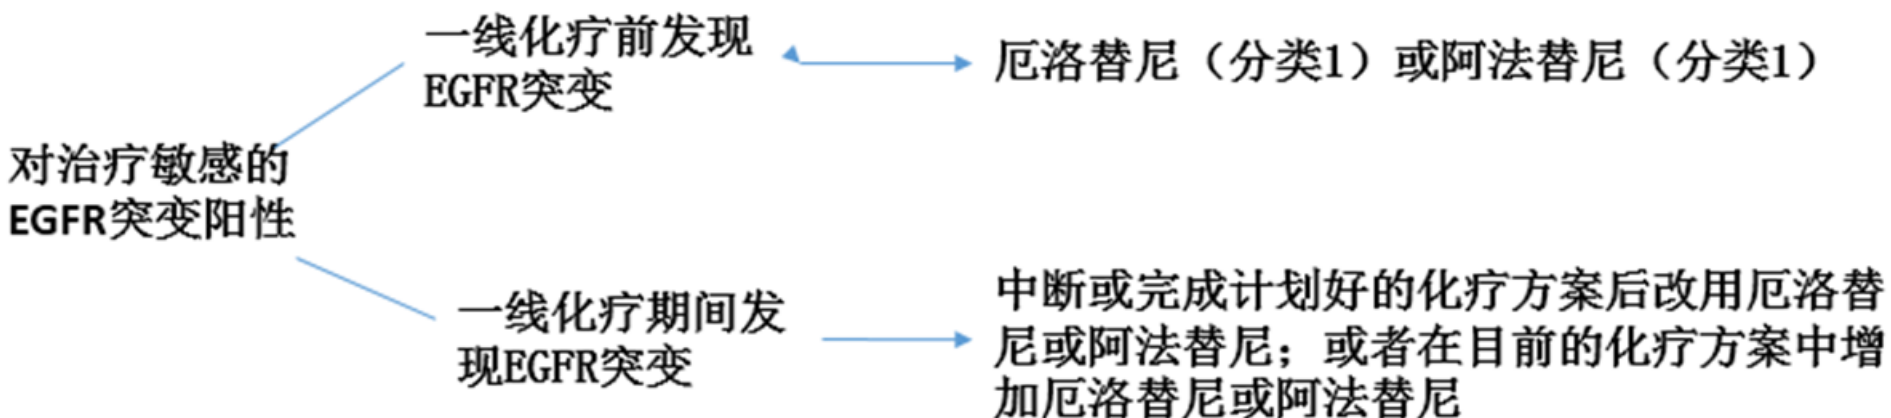 一线化疗前发现
EGFR突变
厄洛替尼（分类1）或阿法替尼（分类1）
对治疗敏感的
EGFR突变阳性
一线化疗期间发
现EGFR突变
中断或完成计划好的化疗方案后改用厄洛替
尼或阿法替尼；或者在目前的化疗方案中增
加厄洛替尼或阿法替尼